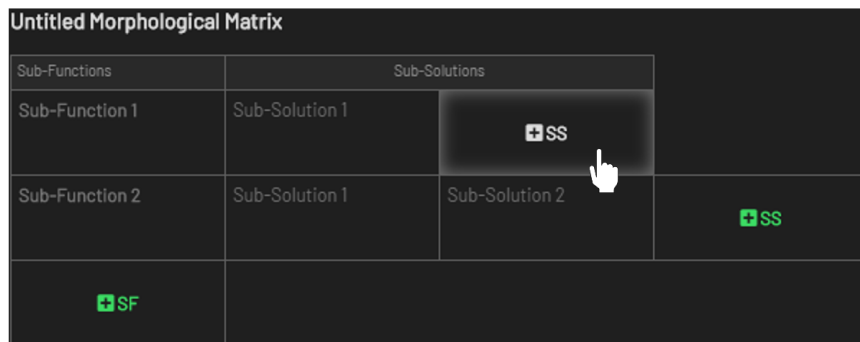 Untitled Morphological Matrix
Sub-Functions Sub-Solutions
Sub-Function 1 Sub-Solution 1 +SS
Sub-Function 2 Sub-Solution 1 Sub-Solution 2 +SS
+SF